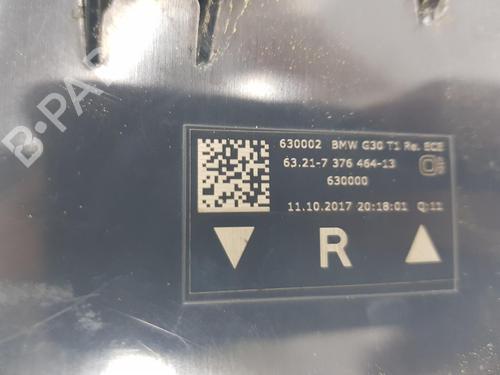 630002 BMW G30 T1 Re. ECE
63.21-7 376 464-13
630000
11.10.2017 20:18:01 Q:11
R